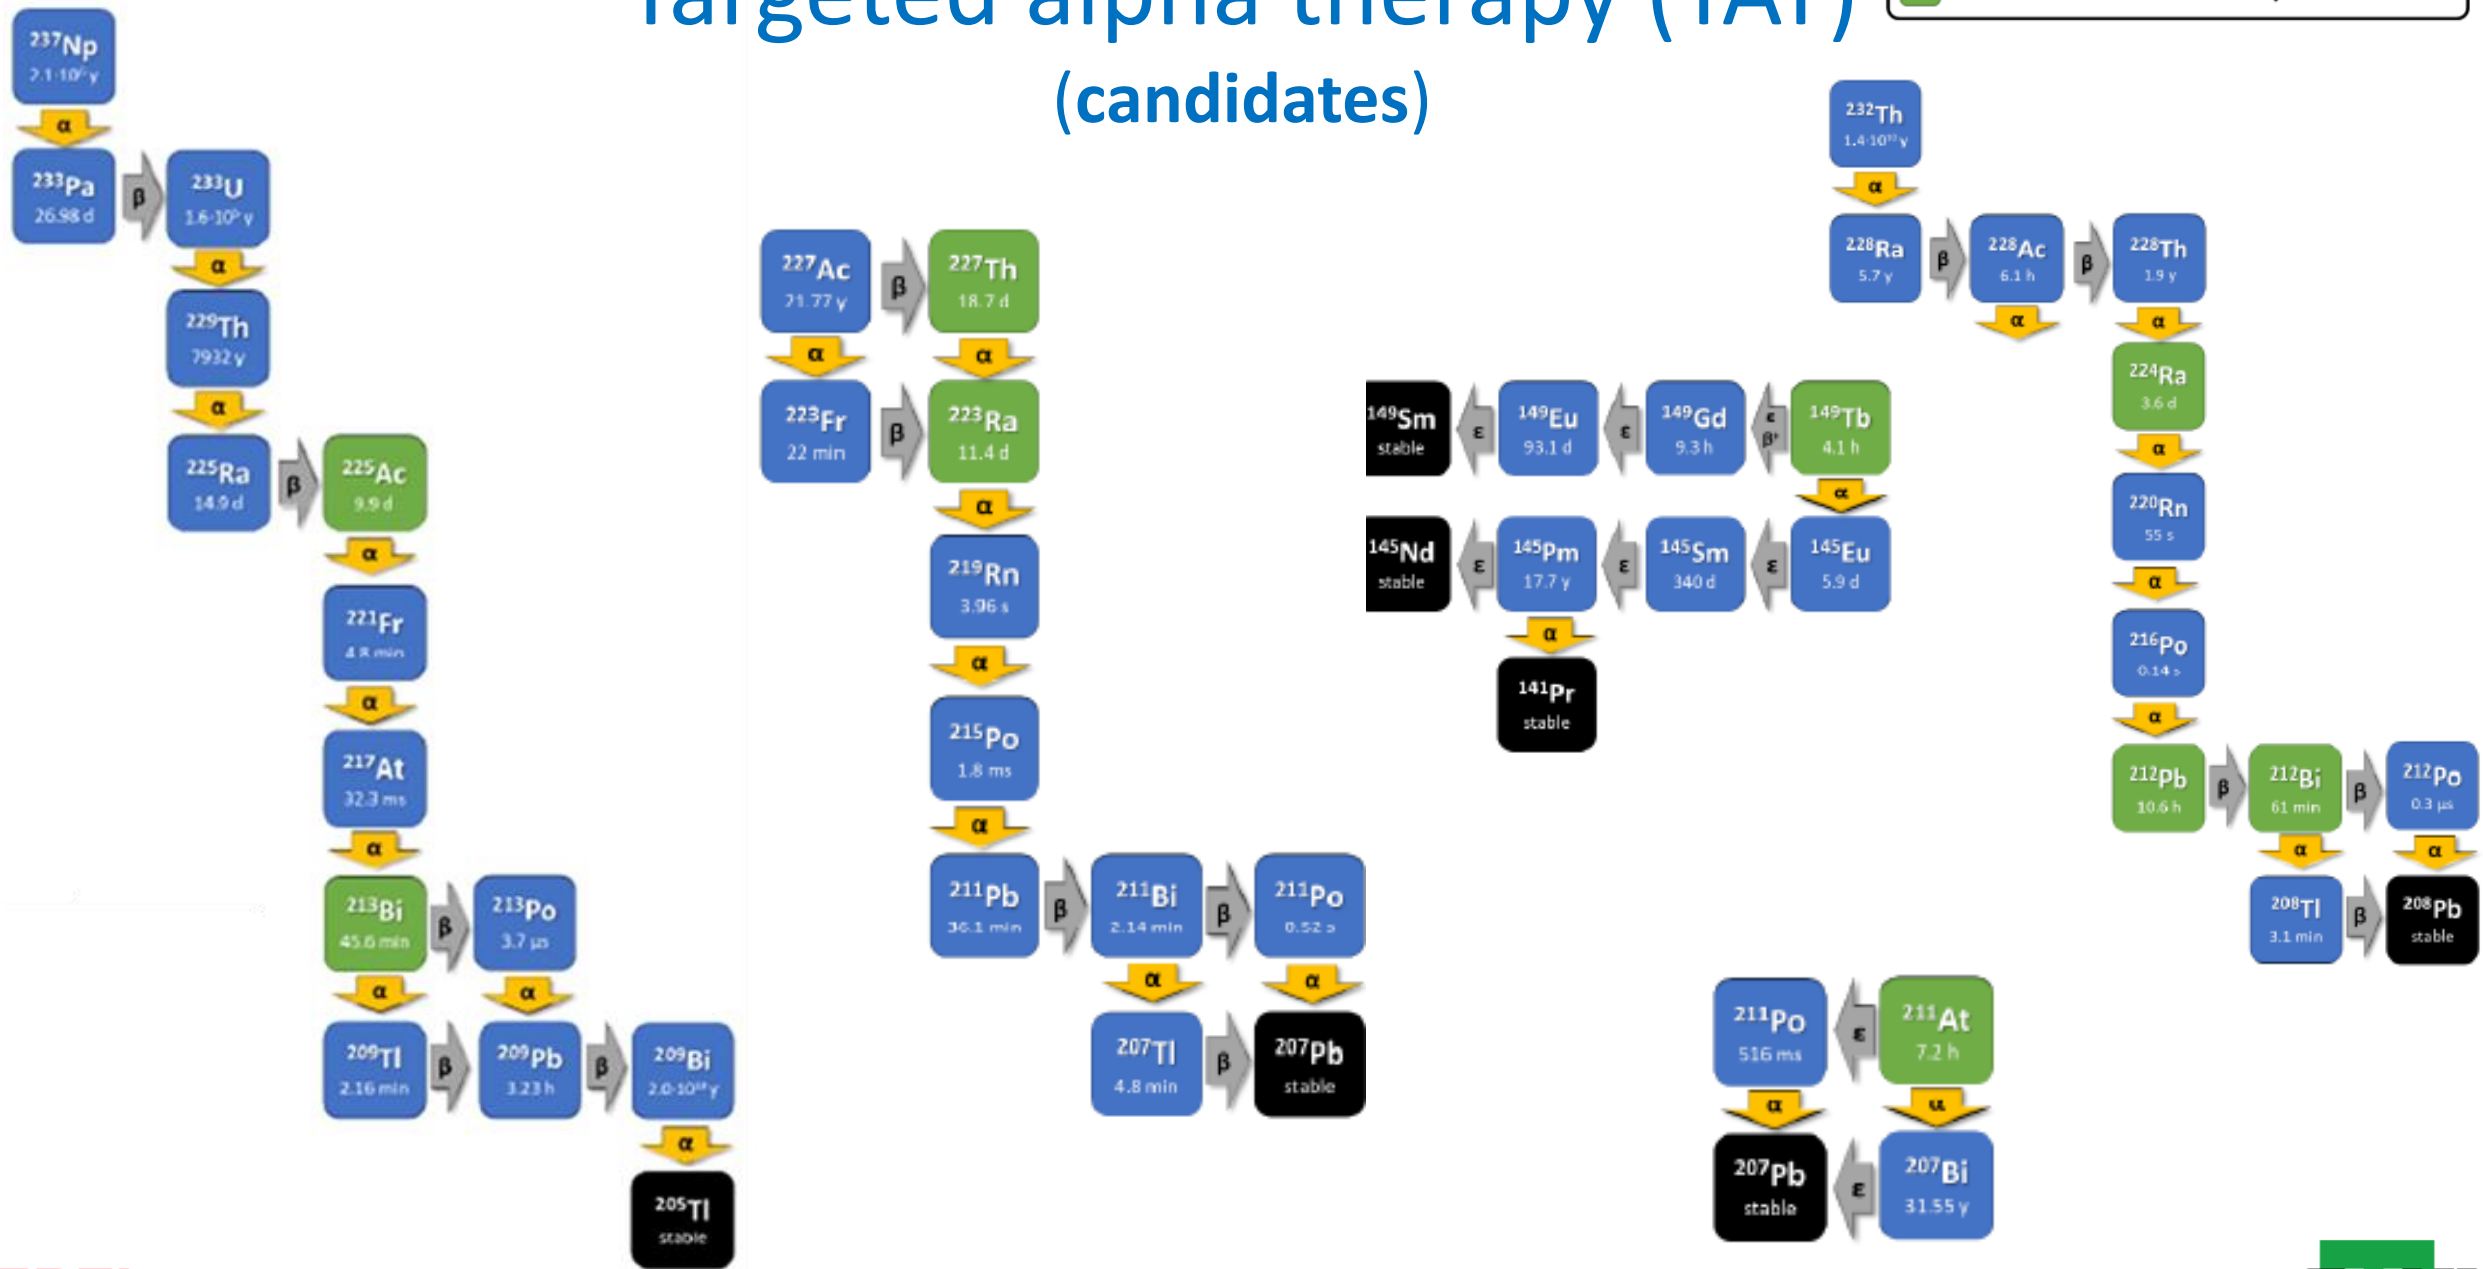 Targeted alpha therapy (TAT)
(candidates)
237Np
α
233Pa
26.98 d
β
233U
α
229Th
7932 y
α
225Ra
14.9 d
β
225Ac
9.9 d
α
221Fr
4.8 min
α
217At
32.3 ms
α
213Bi
45.6 min
β
213Po
3.7 µs
α
α
209Tl
2.16 min
β
209Pb
3.23 h
β
209Bi
α
205Tl
stable
227Ac
21.77 y
β
227Th
18.7 d
α
α
223Fr
22 min
β
223Ra
11.4 d
α
219Rn
3.96 s
α
215Po
1.8 ms
α
211Pb
36.1 min
β
211Bi
2.14 min
β
211Po
0.52 s
α
α
207Tl
4.8 min
β
207Pb
stable
149Sm
stable
ε
149Eu
93.1 d
ε
149Gd
9.3 h
ε
β+
149Tb
4.1 h
α
145Nd
stable
ε
145Pm
17.7 y
ε
145Sm
340 d
ε
145Eu
5.9 d
α
141Pr
stable
232Th
1.4·10¹⁰ y
α
228Ra
5.7 y
β
228Ac
6.1 h
β
228Th
1.9 y
α
α
224Ra
3.6 d
α
220Rn
55 s
α
216Po
0.14 s
α
212Pb
10.6 h
β
212Bi
61 min
β
212Po
0.3 µs
α
α
208Tl
3.1 min
β
208Pb
stable
211Po
516 ms
ε
211At
7.2 h
α
α
207Pb
stable
ε
207Bi
31.55 y